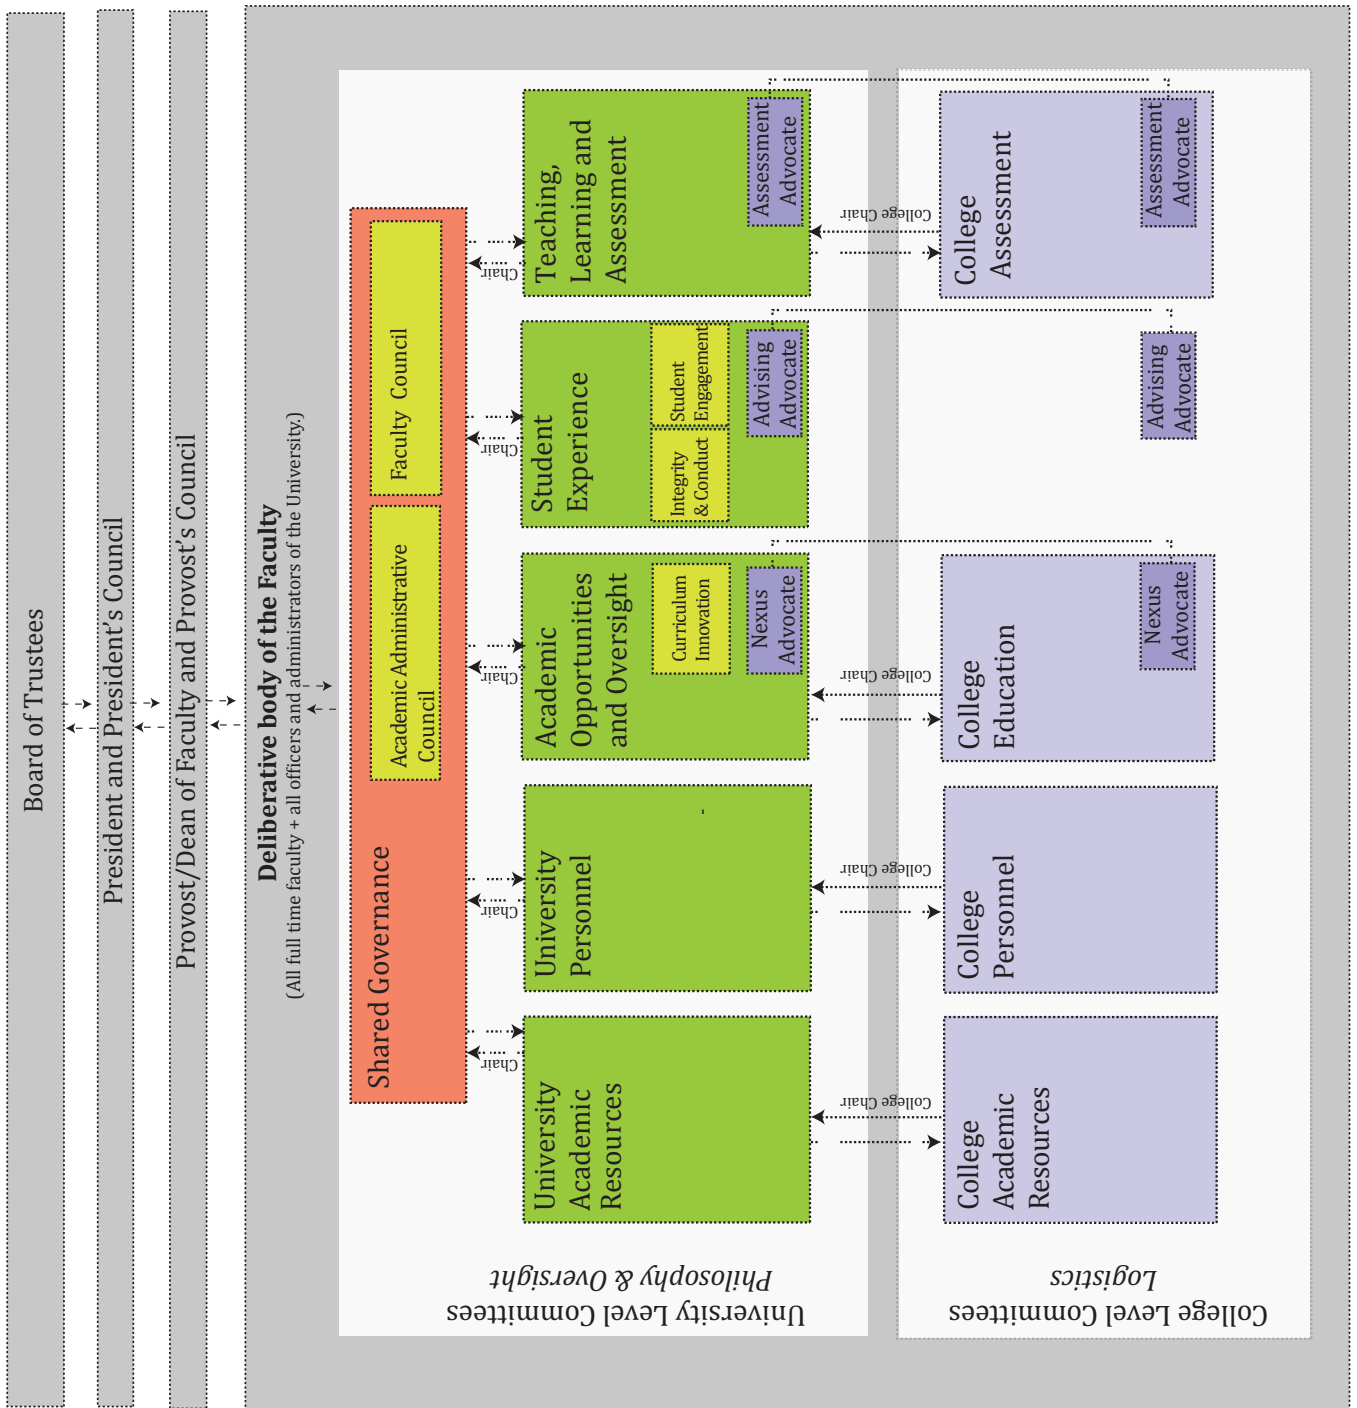 Board of Trustees
President and President's Council
Provost/Dean of Faculty and Provost's Council
Deliberative body of the Faculty
(All full time faculty + all officers and administrators of the University.)
University Level Committees
Philosophy & Oversight
Shared Governance
Academic Administrative
Council
Faculty Council
Chair
Chair
Chair
Chair
Chair
University
Academic
Resources
University
Personnel
-
Academic
Opportunities
and Oversight
Curriculum
Innovation
Nexus
Advocate
Student
Experience
Integrity
& Conduct
Student
Engagement
Advising
Advocate
Teaching,
Learning and
Assessment
Assessment
Advocate
College Chair
College Chair
College Chair
College Chair
College Level Committees
Logistics
College
Academic
Resources
College
Personnel
College
Education
Nexus
Advocate
Advising
Advocate
College
Assessment
Assessment
Advocate